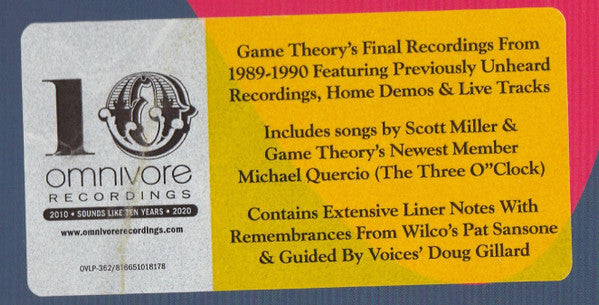 10
omnivore
RECORDINGS
2010 • SOUNDS LIKE TEN YEARS • 2020
www.omnivorerecordings.com
OVLP-362/816651018178
Game Theory's Final Recordings From
1989-1990 Featuring Previously Unheard
Recordings, Home Demos & Live Tracks
Includes songs by Scott Miller &
Game Theory's Newest Member
Michael Quercio (The Three O"Clock)
Contains Extensive Liner Notes With
Remembrances From Wilco's Pat Sansone
& Guided By Voices' Doug Gillard